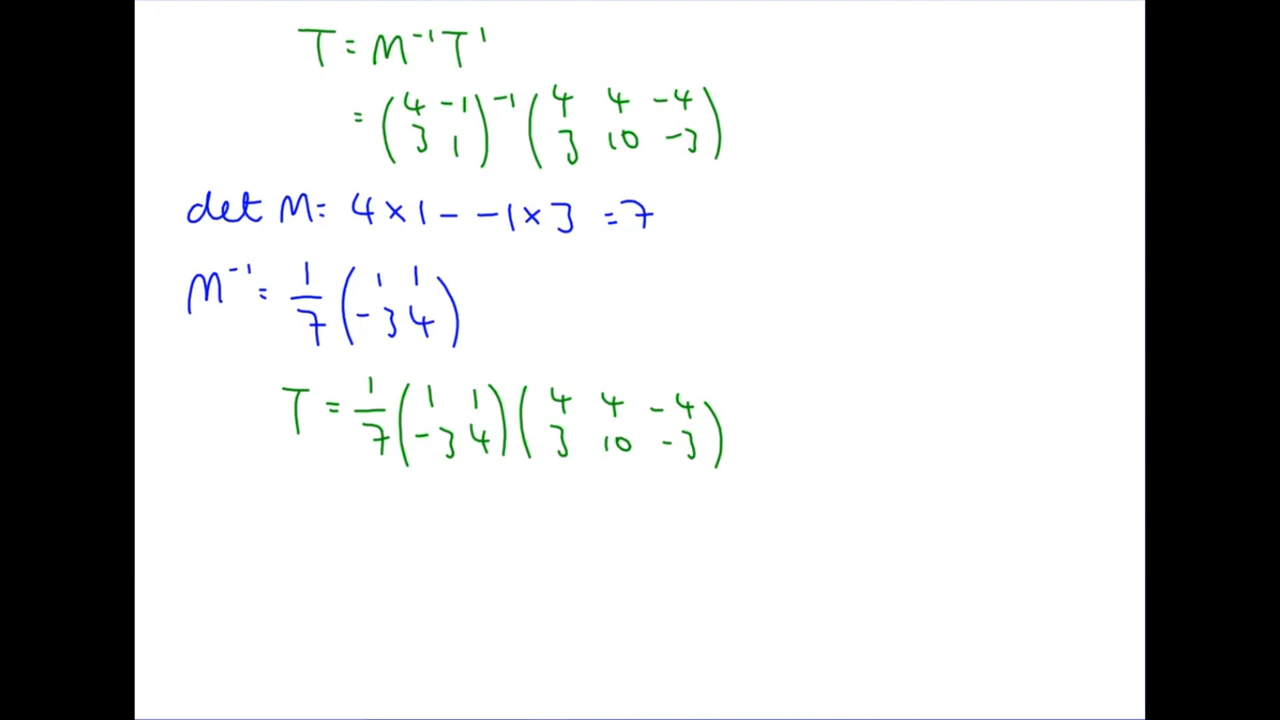 T = M⁻¹ T'
= (4 -1; 3 1)⁻¹ (4 4 -4; 3 10 -3)
det M = 4 × 1 - -1 × 3 = 7
M⁻¹ = 1/7 (1 1; -3 4)
T = 1/7 (1 1; -3 4) (4 4 -4; 3 10 -3)